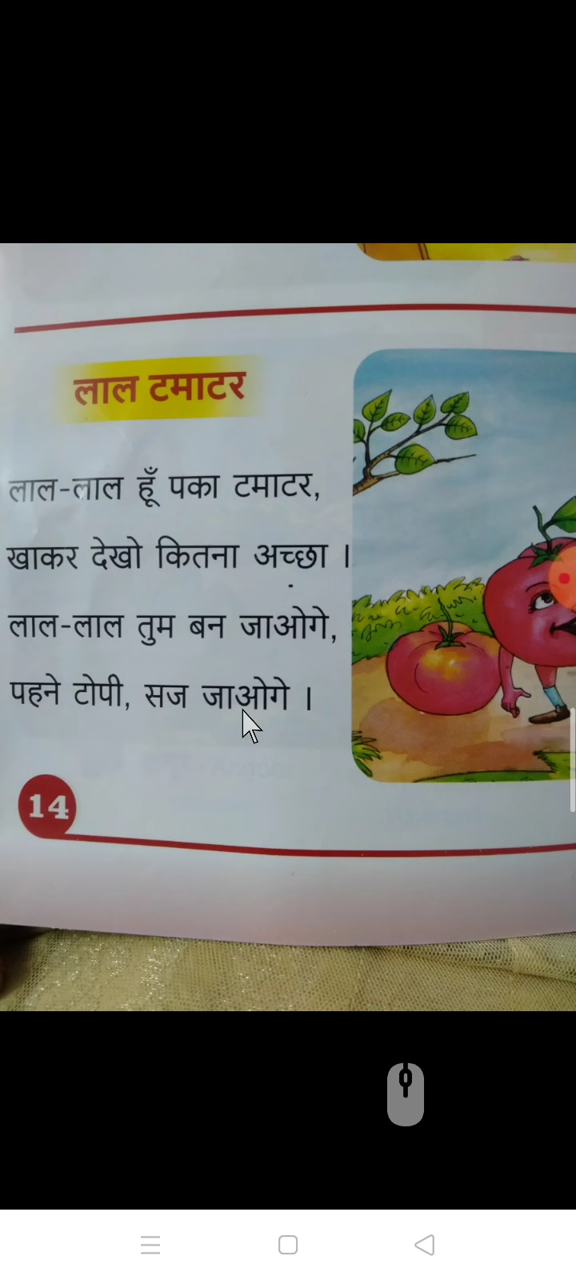 लाल टमाटर
लाल-लाल हूँ पका टमाटर,
खाकर देखो कितना अच्छा ।
लाल-लाल तुम बन जाओगे,
पहने टोपी, सज जाओगे ।
14